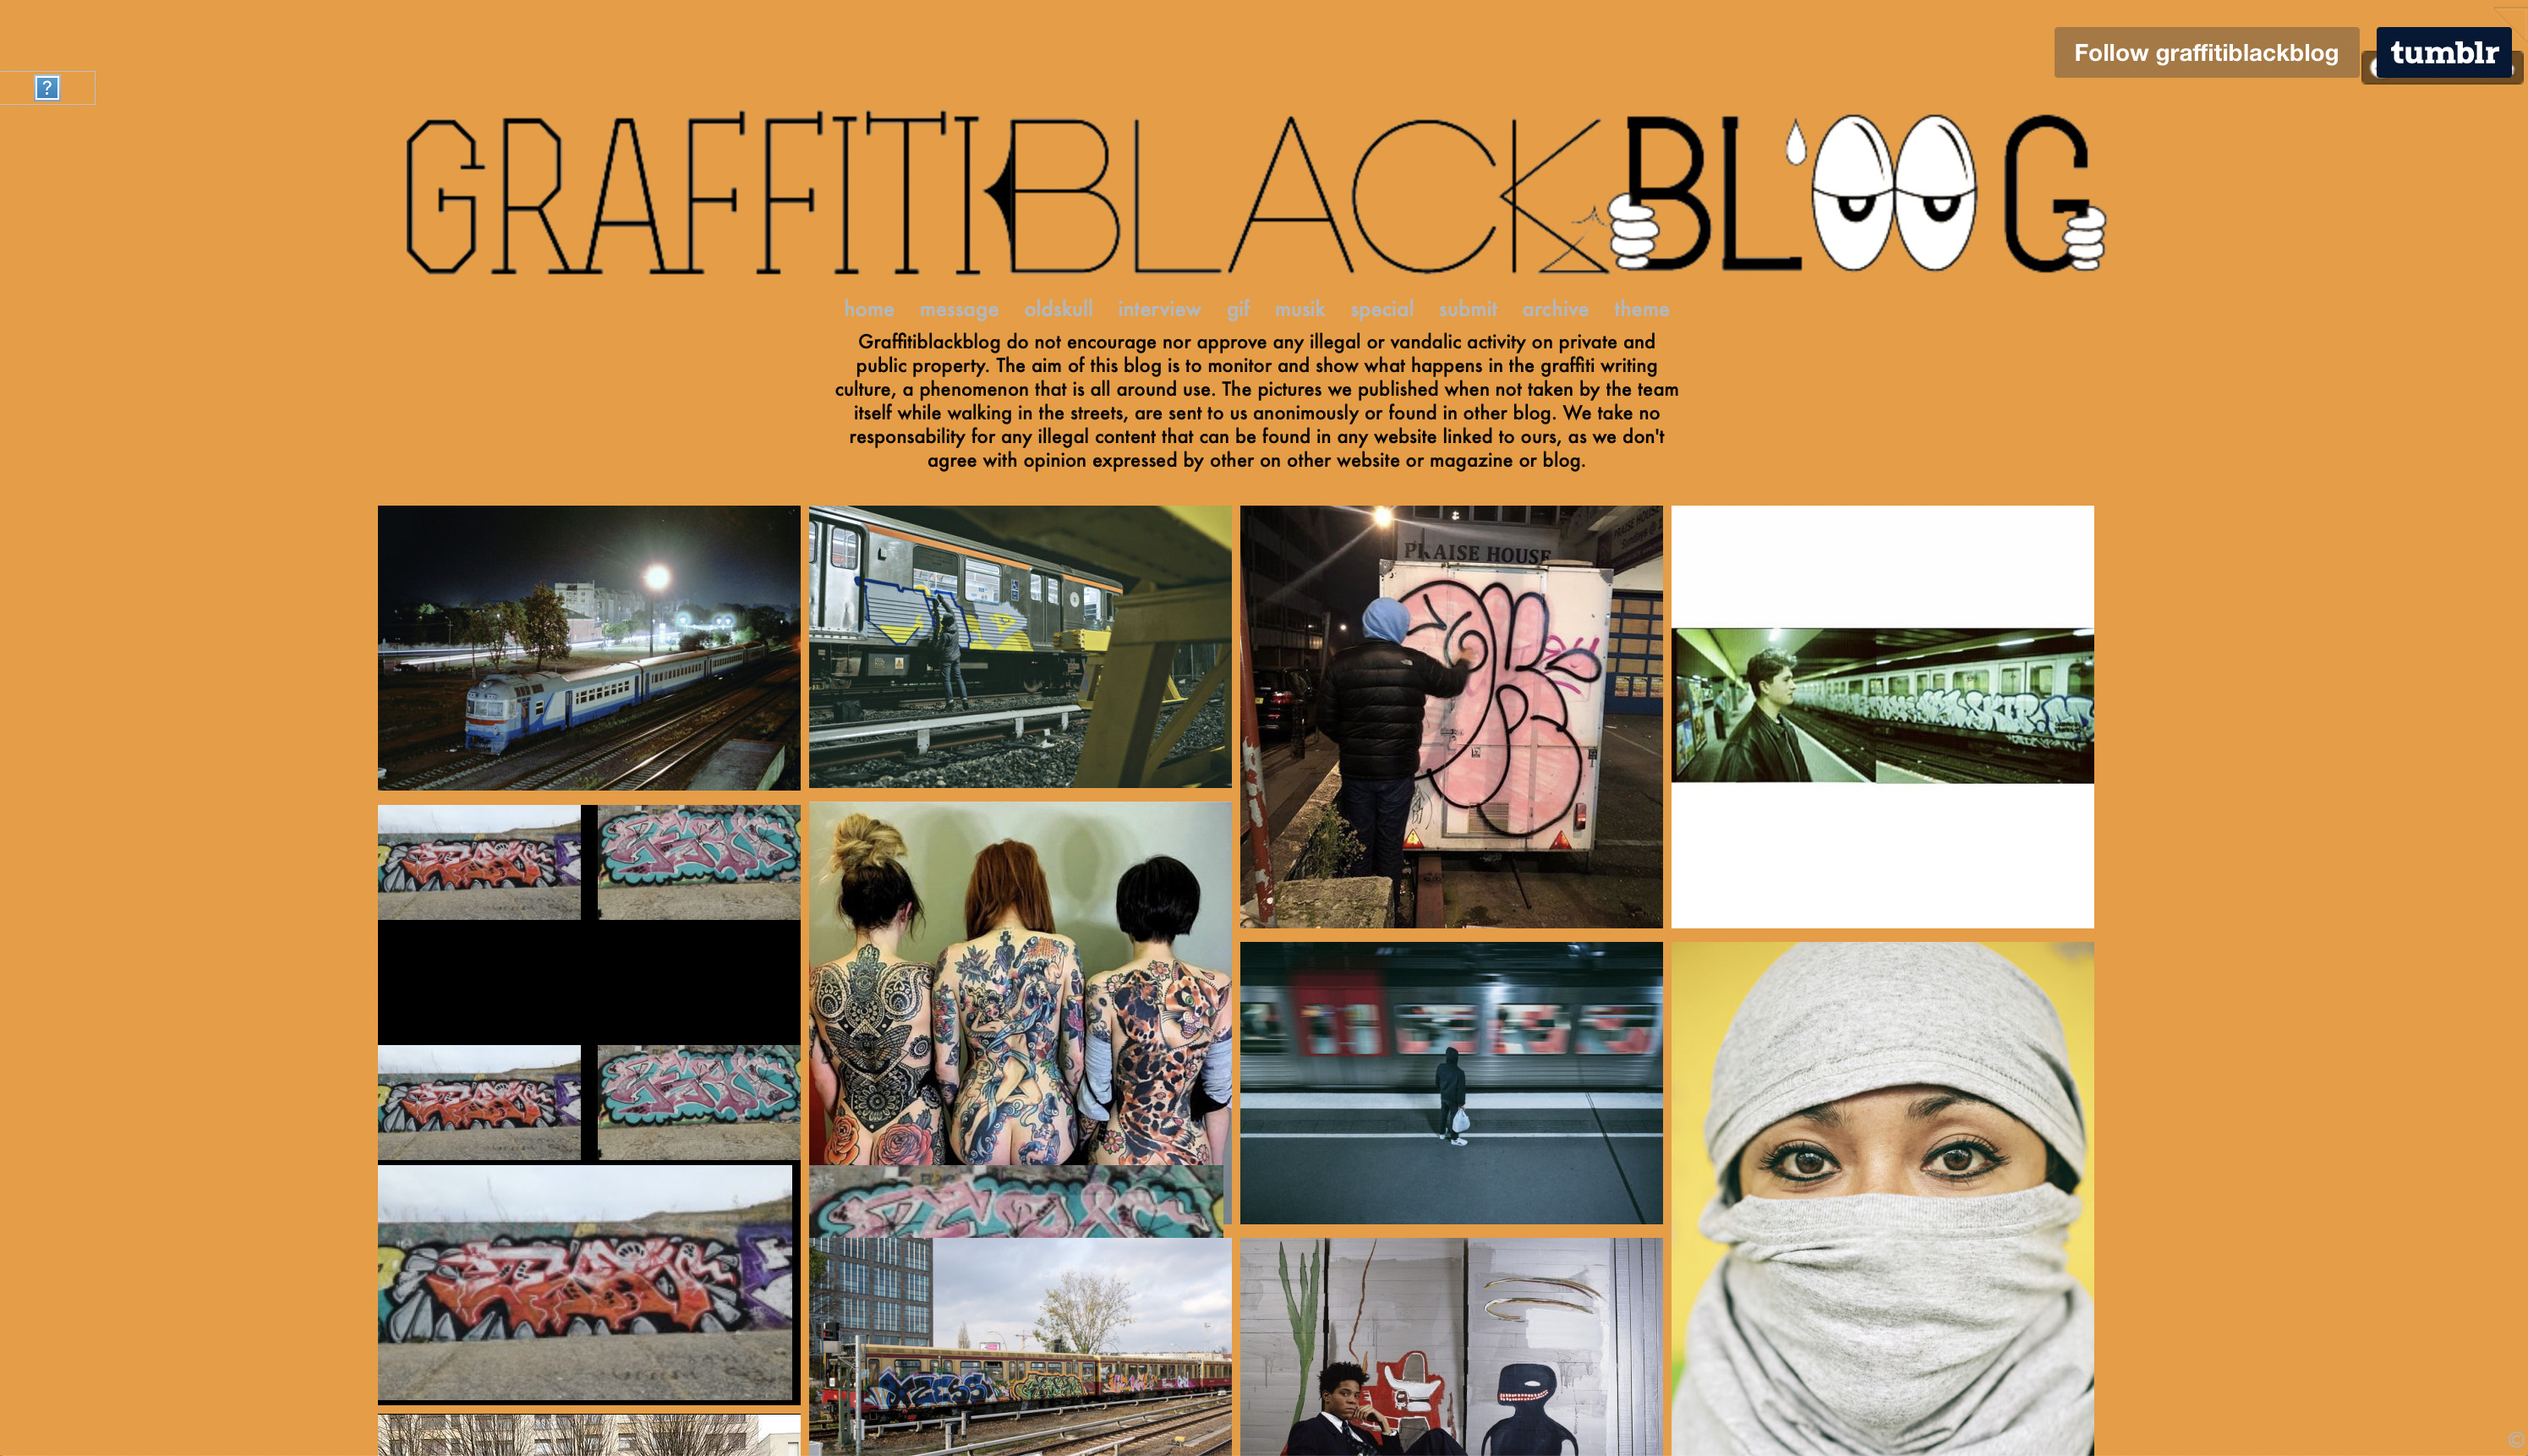 Follow graffitiblackblog
tumblr
GRAFFITIBLACKBLOOG
home message oldskull interview gif musik special submit archive theme
Graffitiblackblog do not encourage nor approve any illegal or vandalic activity on private and
public property. The aim of this blog is to monitor and show what happens in the graffiti writing
culture, a phenomenon that is all around use. The pictures we published when not taken by the team
itself while walking in the streets, are sent to us anonimously or found in other blog. We take no
responsability for any illegal content that can be found in any website linked to ours, as we don't
agree with opinion expressed by other on other website or magazine or blog.
PRAISE HOUSE